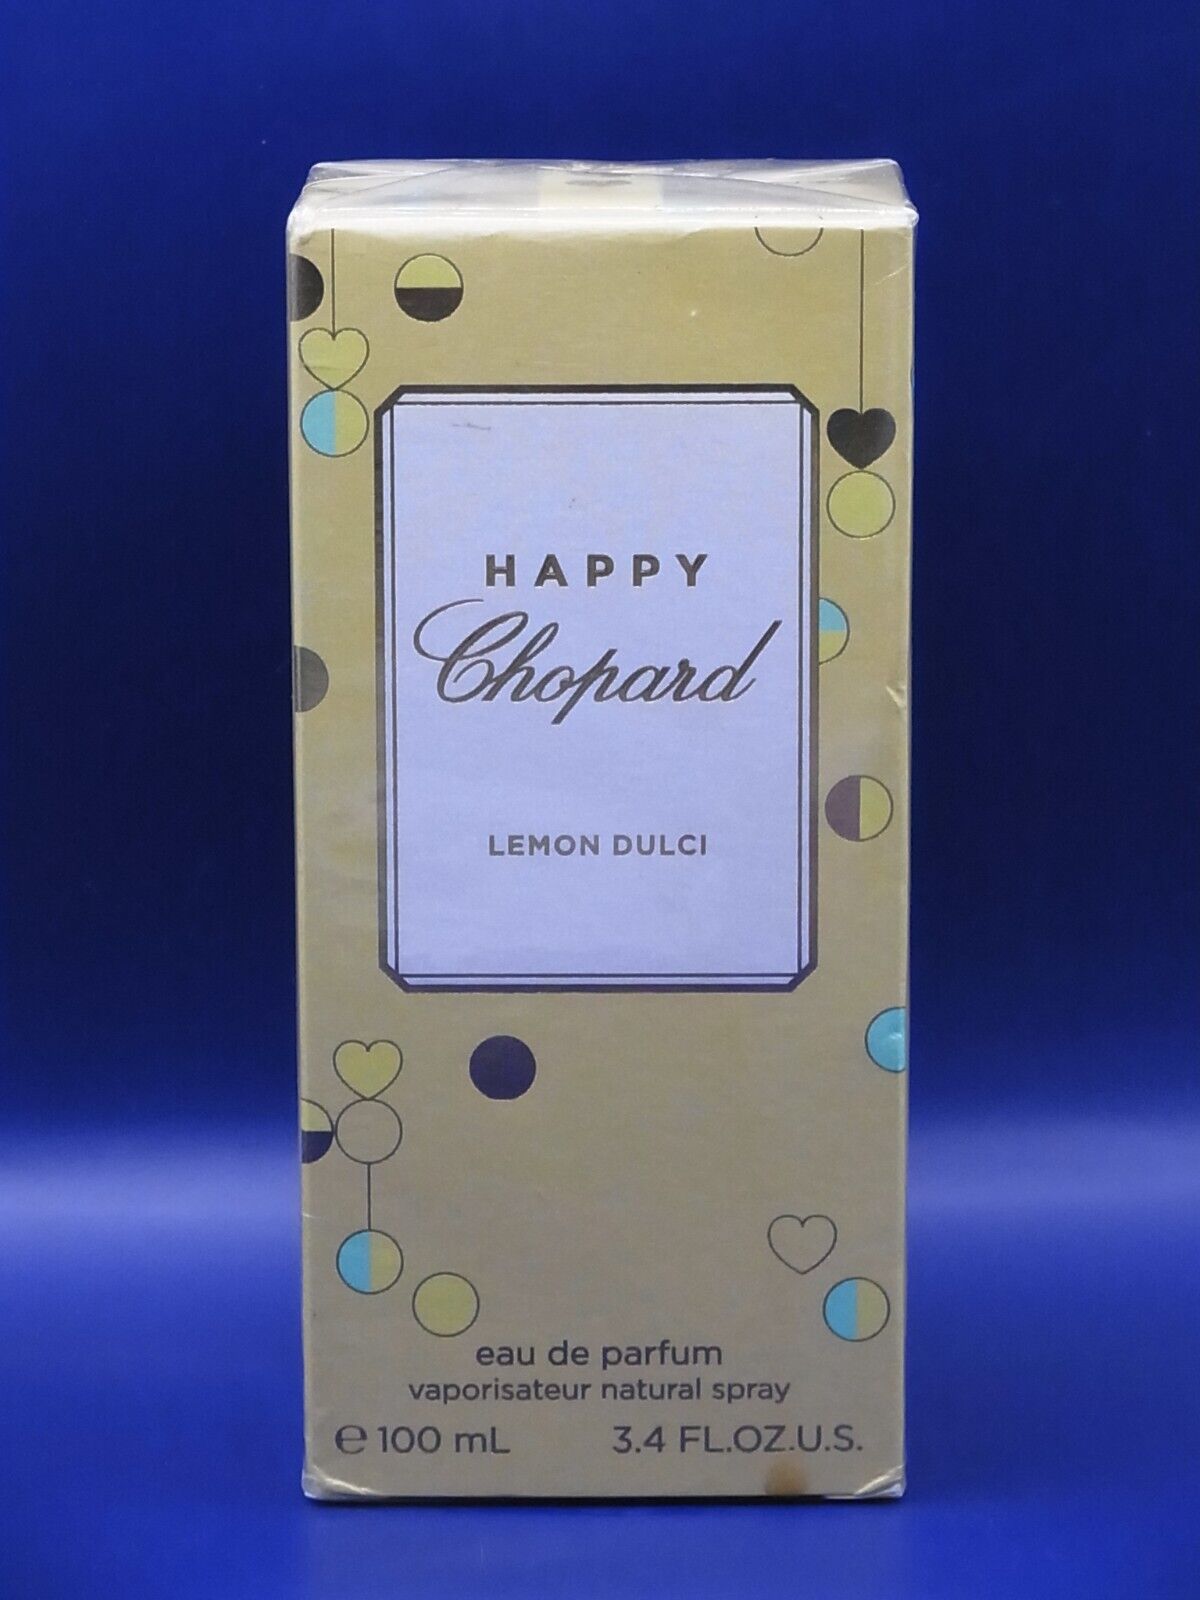 HAPPY
Chopard
LEMON DULCI
eau de parfum
vaporisateur natural spray
℮ 100 mL 3.4 FL.OZ.U.S.